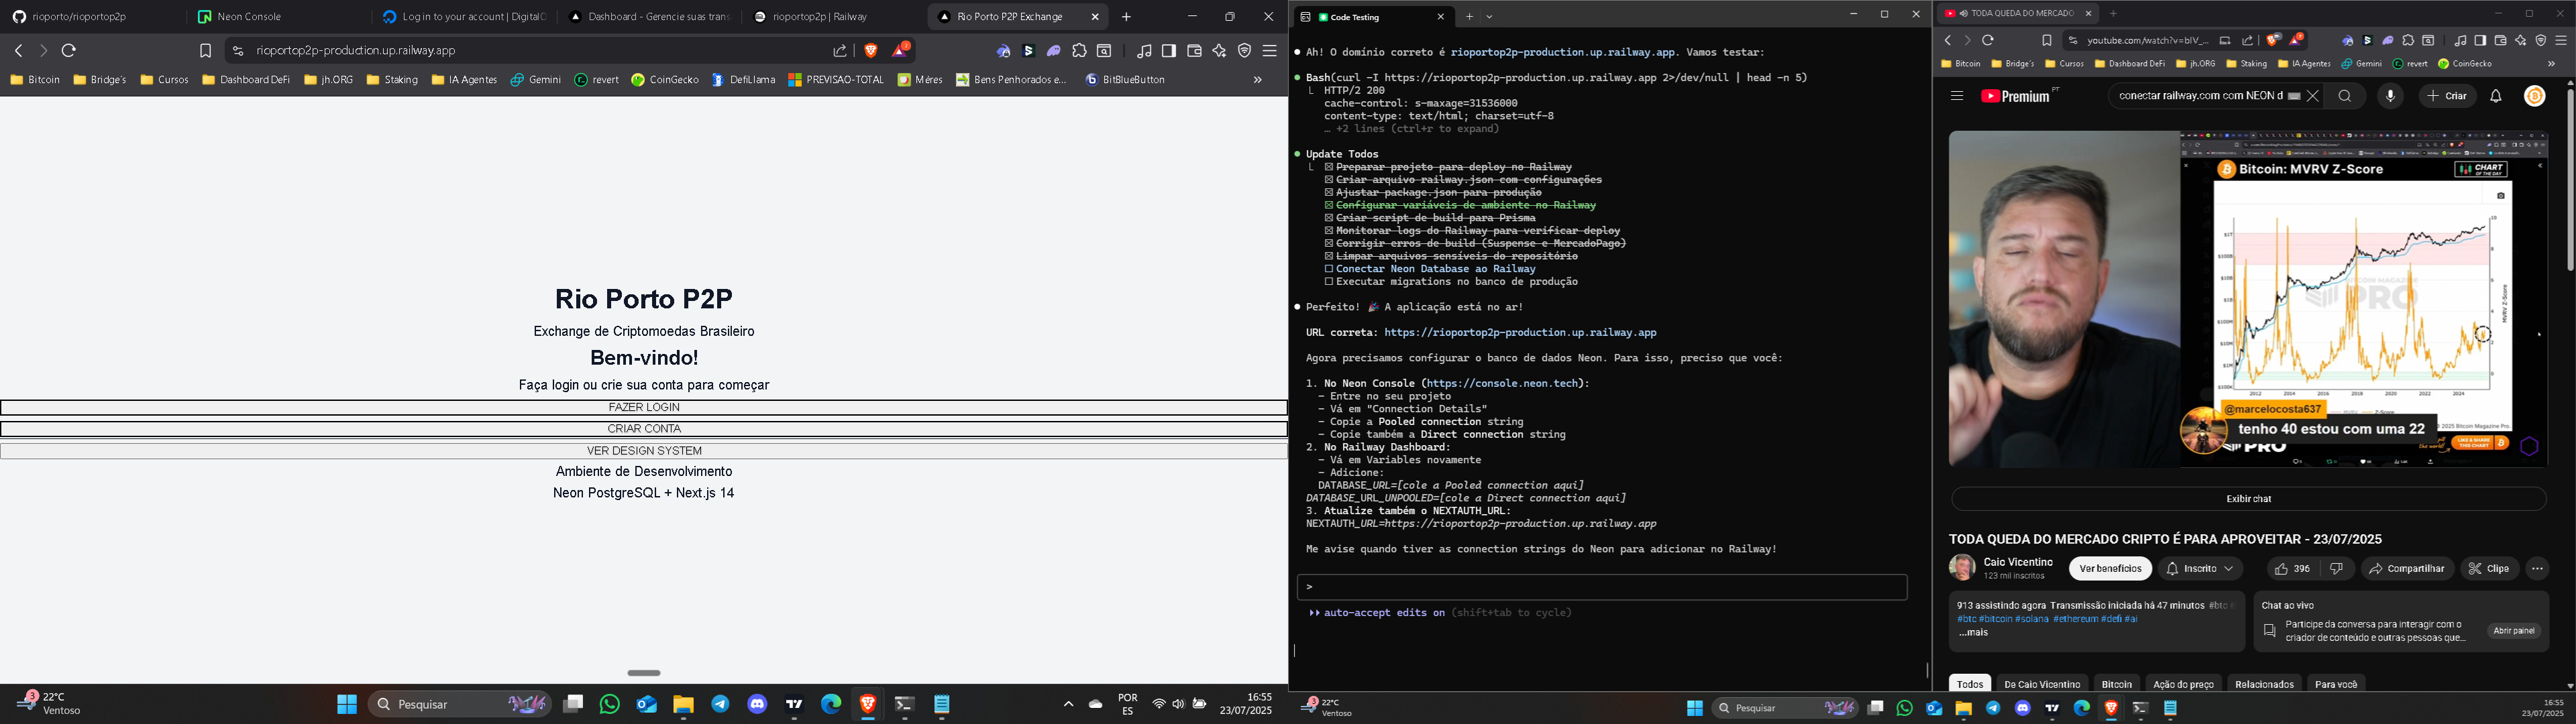 rioporto/rioportop2p
Neon Console
Log in to your account | DigitalO
Dashboard - Gerencie suas trans
rioportop2p | Railway
Rio Porto P2P Exchange
rioportop2p-production.up.railway.app
Bitcoin
Bridge's
Cursos
Dashboard DeFi
jh.ORG
Staking
IA Agentes
Gemini
revert
CoinGecko
DefiLlama
PREVISAO-TOTAL
Méres
Bens Penhorados e...
BitBlueButton
Rio Porto P2P
Exchange de Criptomoedas Brasileiro
Bem-vindo!
Faça login ou crie sua conta para começar
FAZER LOGIN
CRIAR CONTA
VER DESIGN SYSTEM
Ambiente de Desenvolvimento
Neon PostgreSQL + Next.js 14
3
22°C
Ventoso
Pesquisar
POR
ES
16:55
23/07/2025
Code Testing
Ah! O domínio correto é rioportop2p-production.up.railway.app. Vamos testar:
Bash(curl -I https://rioportop2p-production.up.railway.app 2>/dev/null | head -n 5)
HTTP/2 200
cache-control: s-maxage=31536000
content-type: text/html; charset=utf-8
… +2 lines (ctrl+r to expand)
Update Todos
☒ Preparar projeto para deploy no Railway
☒ Criar arquivo railway.json com configurações
☒ Ajustar package.json para produção
☒ Configurar variáveis de ambiente no Railway
☒ Criar script de build para Prisma
☒ Monitorar logs do Railway para verificar deploy
☒ Corrigir erros de build (Suspense e MercadoPago)
☒ Limpar arquivos sensíveis do repositório
☐ Conectar Neon Database ao Railway
☐ Executar migrations no banco de produção
Perfeito! 🎉 A aplicação está no ar!
URL correta: https://rioportop2p-production.up.railway.app
Agora precisamos configurar o banco de dados Neon. Para isso, preciso que você:
1. No Neon Console (https://console.neon.tech):
- Entre no seu projeto
- Vá em "Connection Details"
- Copie a Pooled connection string
- Copie também a Direct connection string
2. No Railway Dashboard:
- Vá em Variables novamente
- Adicione:
DATABASE_URL=[cole a Pooled connection aqui]
DATABASE_URL_UNPOOLED=[cole a Direct connection aqui]
3. Atualize também o NEXTAUTH_URL:
NEXTAUTH_URL=https://rioportop2p-production.up.railway.app
Me avise quando tiver as connection strings do Neon para adicionar no Railway!
>
auto-accept edits on (shift+tab to cycle)
22°C
Ventoso
Pesquisar
TODA QUEDA DO MERCADO
youtube.com/watch?v=bIV_...
Bitcoin
Bridge's
Cursos
Dashboard DeFi
jh.ORG
Staking
IA Agentes
Gemini
revert
CoinGecko
Premium PT
conectar railway.com com NEON d
Criar
Bitcoin: MVRV Z-Score
CHART
OF THE DAY
PRO
2012 2014 2016 2018 2020 2022 2024
@marcelocosta637
tenho 40 estou com uma 22
PRO
Exibir chat
TODA QUEDA DO MERCADO CRIPTO É PARA APROVEITAR - 23/07/2025
Caio Vicentino
123 mil inscritos
Ver benefícios
Inscrito
396
Compartilhar
Clipe
913 assistindo agora Transmissão iniciada há 47 minutos #btc
#btc #bitcoin #solana #ethereum #defi #ai
...mais
Chat ao vivo
Participe da conversa para interagir com o
criador de conteúdo e outras pessoas que...
Abrir painel
Todos
De Caio Vicentino
Bitcoin
Ação do preço
Relacionados
Para você
16:55
23/07/2025